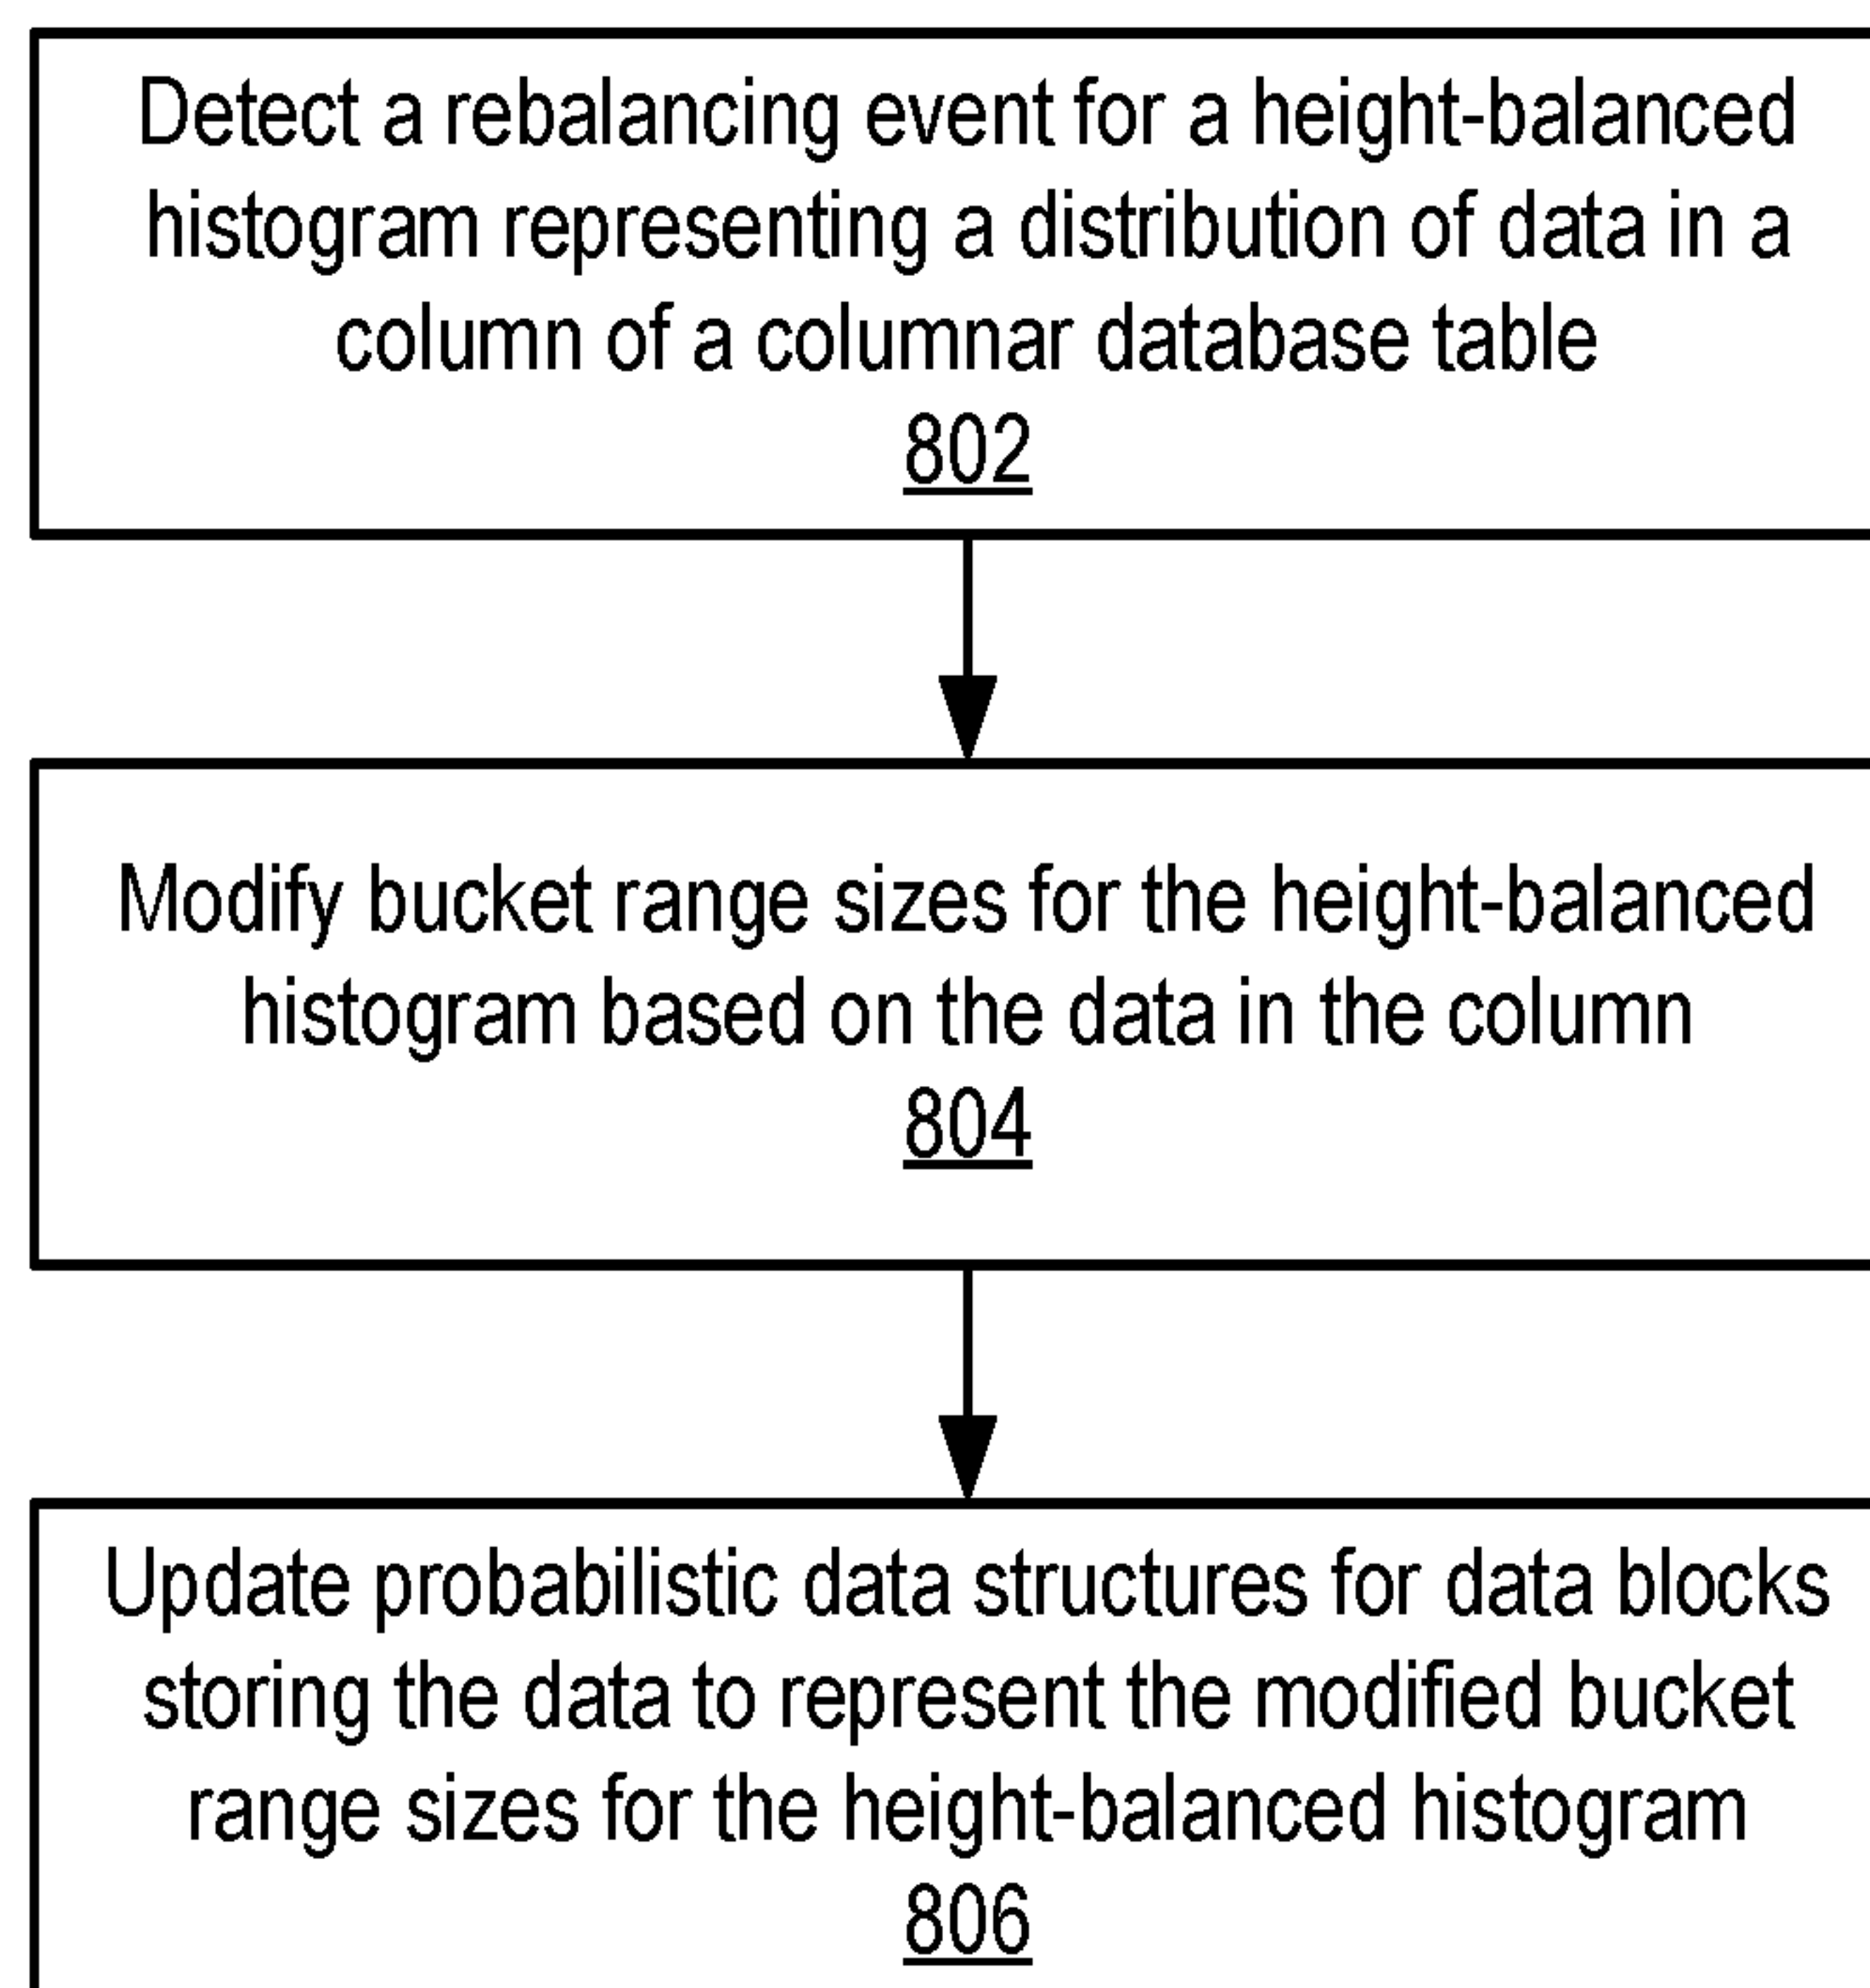 Detect a rebalancing event for a height-balanced
histogram representing a distribution of data in a
column of a columnar database table
802
Modify bucket range sizes for the height-balanced
histogram based on the data in the column
804
Update probabilistic data structures for data blocks
storing the data to represent the modified bucket
range sizes for the height-balanced histogram
806